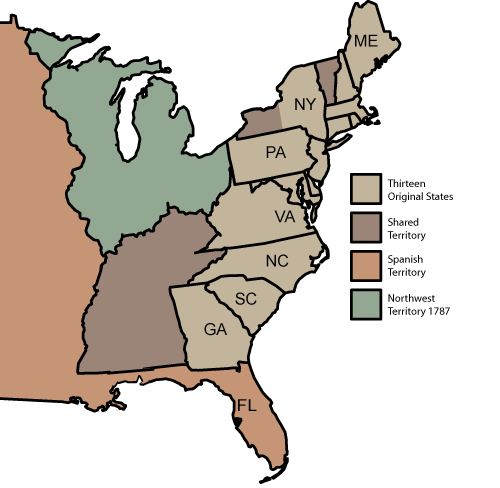 ME
NY
PA
VA
NC
SC
GA
FL
Thirteen
Original States
Shared
Territory
Spanish
Territory
Northwest
Territory 1787